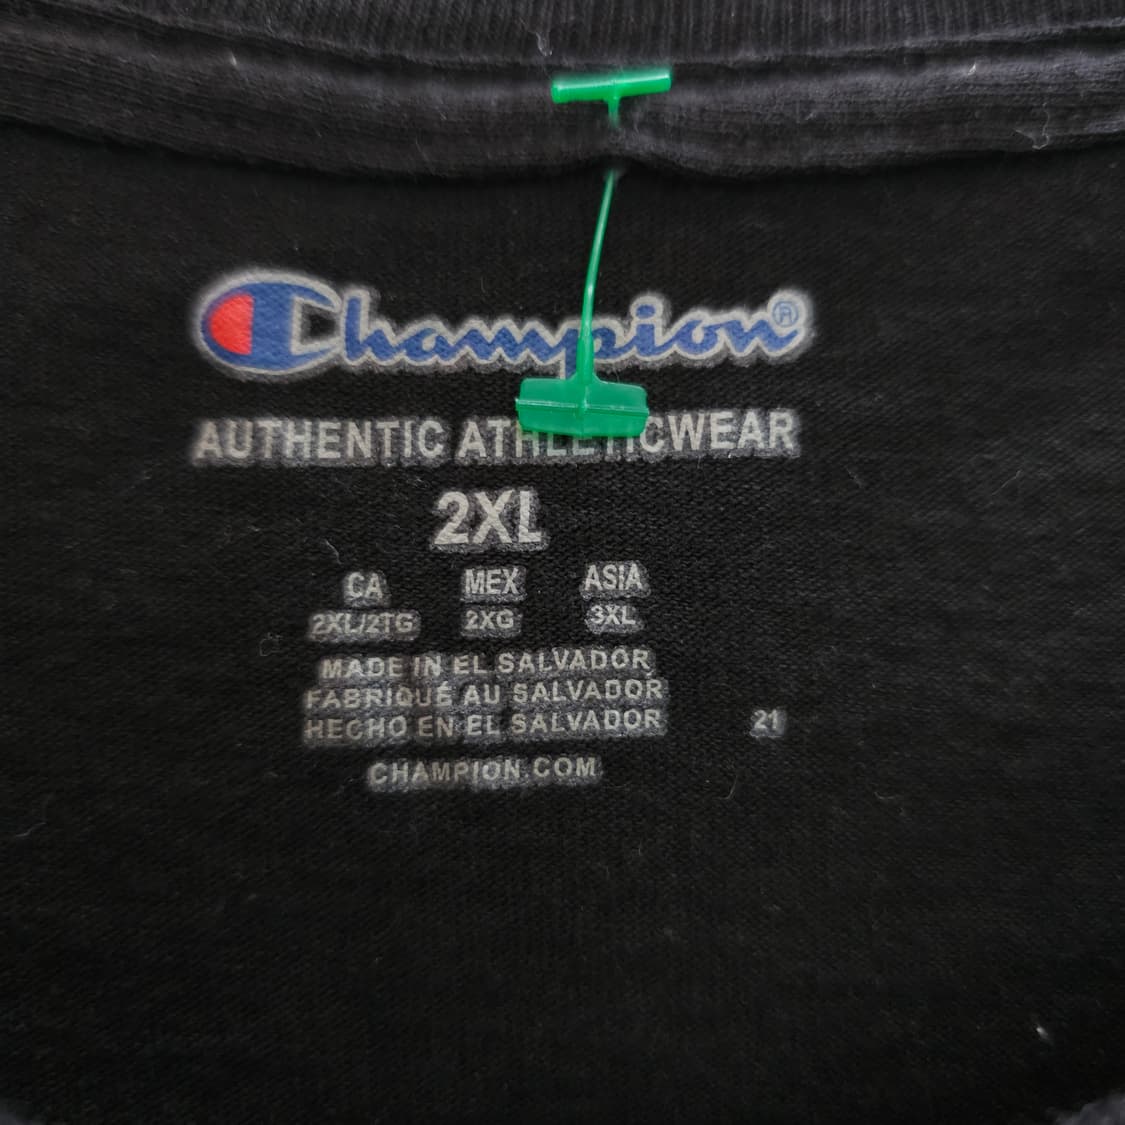 Champion®
AUTHENTIC ATHLETICWEAR
2XL
CA MEX ASIA
2XL/2TG 2XG 3XL
MADE IN EL SALVADOR
FABRIQUÉ AU SALVADOR
HECHO EN EL SALVADOR 21
CHAMPION.COM